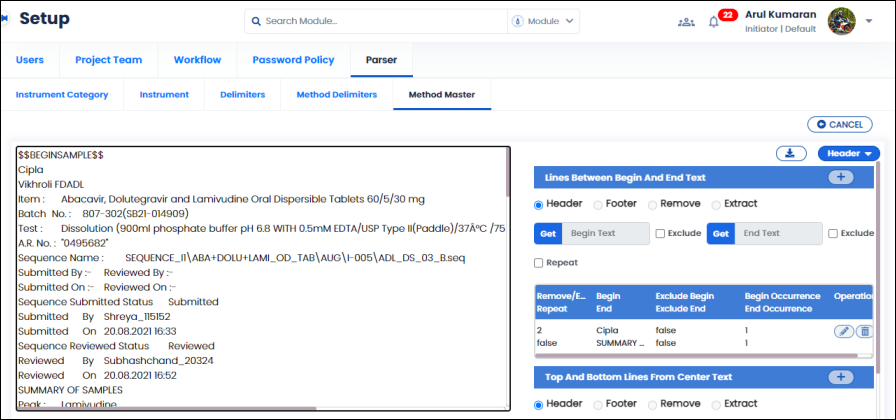 Setup
Search Module...
Module
22
Arul Kumaran
Initiator | Default
Users
Project Team
Workflow
Password Policy
Parser
Instrument Category
Instrument
Delimiters
Method Delimiters
Method Master
CANCEL
$$BEGINSAMPLE$$
Cipla
Vikhroli FDADL
Item : Abacavir, Dolutegravir and Lamivudine Oral Dispersible Tablets 60/5/30 mg
Batch No. : 807-302(SB21-014909)
Test : Dissolution (900ml phosphate buffer pH 6.8 WITH 0.5mM EDTA/USP Type II(Paddle)/37ÂºC /75
A.R. No. : "0495682"
Sequence Name : SEQUENCE_I1\ABA+DOLU+LAMI_OD_TAB\AUG\I-005\ADL_DS_03_B.seq
Submitted By :- Reviewed By :-
Submitted On :- Reviewed On :-
Sequence Submitted Status Submitted
Submitted By Shreya_115152
Submitted On 20.08.2021 16:33
Sequence Reviewed Status Reviewed
Reviewed By Subhashchand_20324
Reviewed On 20.08.2021 16:52
SUMMARY OF SAMPLES
Peak : Lamivudine
Header
Lines Between Begin And End Text
Header Footer Remove Extract
Get Begin Text Exclude Get End Text Exclude
Repeat
Remove/E... Begin Exclude Begin Begin Occurrence Operation
Repeat End Exclude End End Occurrence
2 Cipla false 1
false SUMMARY ... false 1
Top And Bottom Lines From Center Text
Header Footer Remove Extract